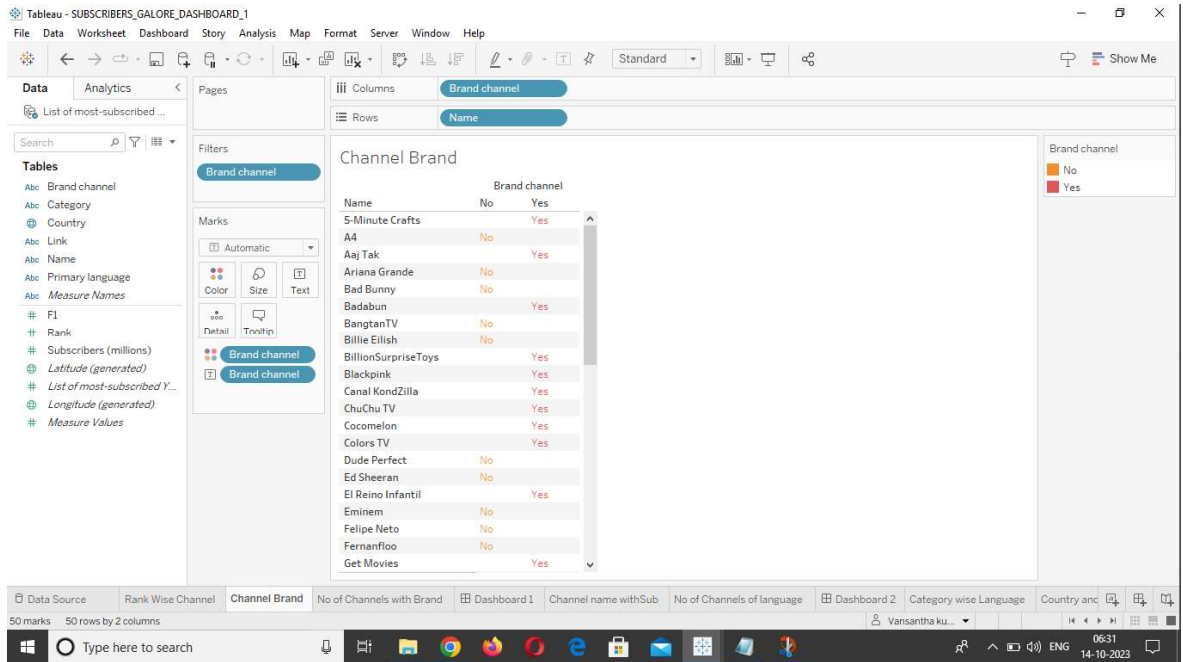 Tableau - SUBSCRIBERS_GALORE_DASHBOARD_1
File Data Worksheet Dashboard Story Analysis Map Format Server Window Help
Standard
Show Me
Data Analytics
List of most-subscribed ...
Search
Tables
Abc Brand channel
Abc Category
Country
Abc Link
Abc Name
Abc Primary language
Abc Measure Names
# F1
# Rank
# Subscribers (millions)
Latitude (generated)
# List of most-subscribed Y...
Longitude (generated)
# Measure Values
Pages
Filters
Brand channel
Marks
T Automatic
Color Size Text
Detail Tooltip
Brand channel
T Brand channel
iii Columns Brand channel
Rows Name
Channel Brand
Brand channel
Name No Yes
5-Minute Crafts Yes
A4 No
Aaj Tak Yes
Ariana Grande No
Bad Bunny No
Badabun Yes
BangtanTV No
Billie Eilish No
BillionSurpriseToys Yes
Blackpink Yes
Canal KondZilla Yes
ChuChu TV Yes
Cocomelon Yes
Colors TV Yes
Dude Perfect No
Ed Sheeran No
El Reino Infantil Yes
Eminem No
Felipe Neto No
Fernanfloo No
Get Movies Yes
Brand channel
No
Yes
Data Source Rank Wise Channel Channel Brand No of Channels with Brand Dashboard 1 Channel name withSub No of Channels of language Dashboard 2 Category wise Language Country and
50 marks 50 rows by 2 columns Vansantha ku...
Type here to search
ENG
06:31
14-10-2023